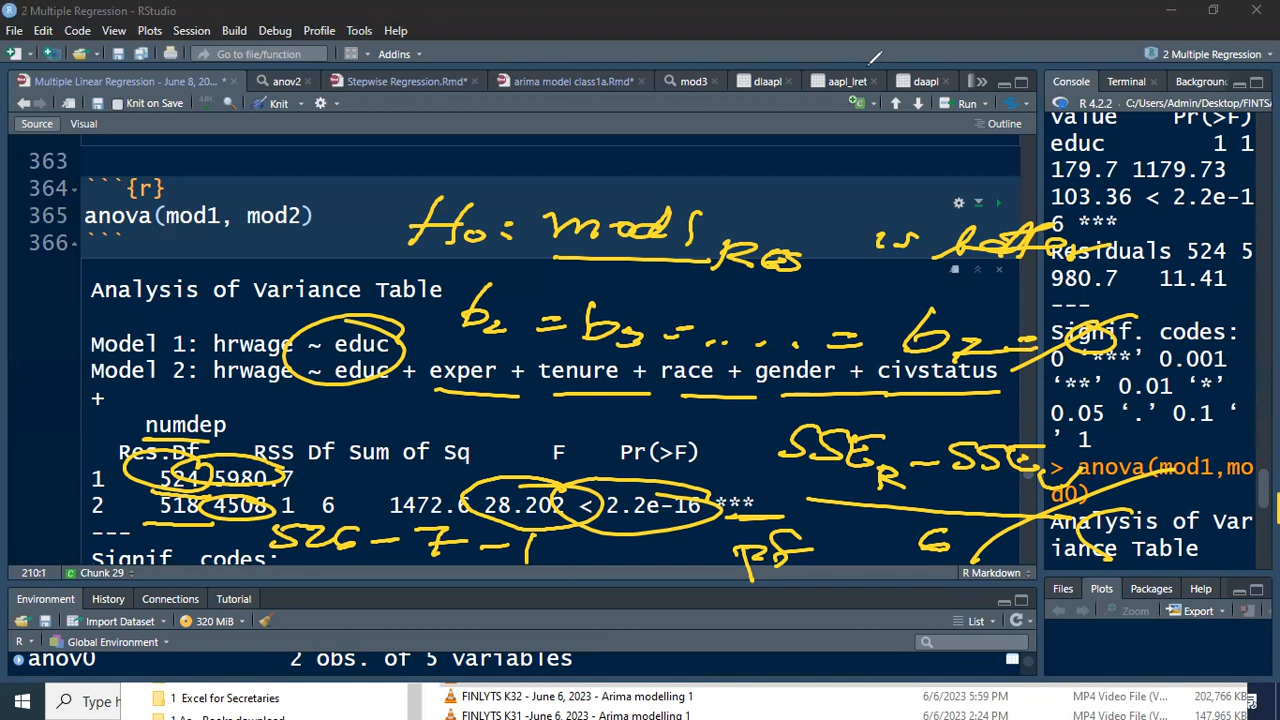 2 Multiple Regression - RStudio
File Edit Code View Plots Session Build Debug Profile Tools Help
Go to file/function Addins 2 Multiple Regression
Multiple Linear Regression - June 8, 20...* anov2 Stepwise Regression.Rmd* arima model class1a.Rmd* mod3 dlaapl aapl_lret daapl
Knit on Save Knit Run
Source Visual Outline
363
364 ```{r}
365 anova(mod1, mod2)
366 ```
H0: mod1 Res is better
Analysis of Variance Table
b2 = b3 = .... = b7 =
Model 1: hrwage ~ educ
Model 2: hrwage ~ educ + exper + tenure + race + gender + civstatus
+
numdep
Res.Df RSS Df Sum of Sq F Pr(>F)
1 524 5980.7
2 518 4508.1 6 1472.6 28.202 < 2.2e-16 ***
---
Signif. codes:
SSER - SSE
6
526 - 7 - 1
pf
210:1 Chunk 29 R Markdown
Console Terminal Background
R 4.2.2 C:/Users/Admin/Desktop/FINTS
value Pr(>F)
educ 1 1
179.7 1179.73
103.36 < 2.2e-1
6 ***
Residuals 524 5
980.7 11.41
---
Signif. codes:
0 ‘***’ 0.001
‘**’ 0.01 ‘*’
0.05 ‘.’ 0.1 ‘
’ 1
> anova(mod1,mo
d0)
Analysis of Var
iance Table
Environment History Connections Tutorial
Import Dataset 320 MiB List
R Global Environment
anov0 2 obs. of 5 variables
Files Plots Packages Help
Zoom Export
Type h
1 Excel for Secretaries
FINLYTS K32 - June 6, 2023 - Arima modelling 1 6/6/2023 5:59 PM MP4 Video File (V... 202,766 KB
FINLYTS K31 -June 6, 2023 - Arima modelling 1 6/6/2023 2:24 PM MP4 Video File (V... 147,965 KB